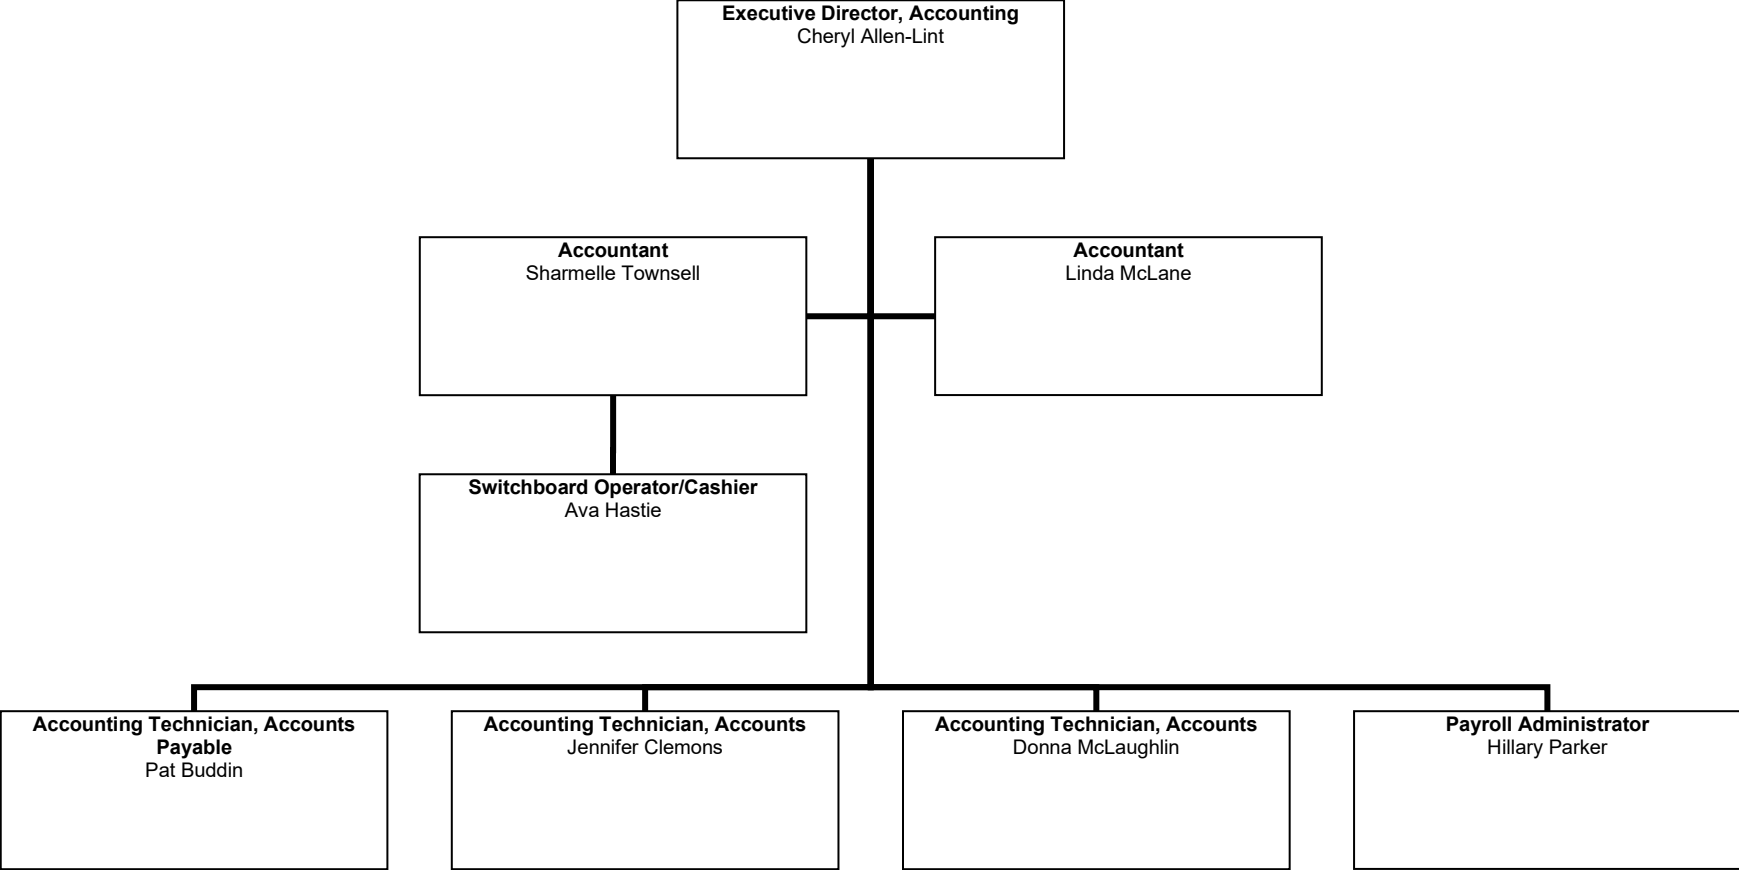 Executive Director, Accounting
Cheryl Allen-Lint
Accountant
Sharmelle Townsell
Accountant
Linda McLane
Switchboard Operator/Cashier
Ava Hastie
Accounting Technician, Accounts
Payable
Pat Buddin
Accounting Technician, Accounts
Jennifer Clemons
Accounting Technician, Accounts
Donna McLaughlin
Payroll Administrator
Hillary Parker